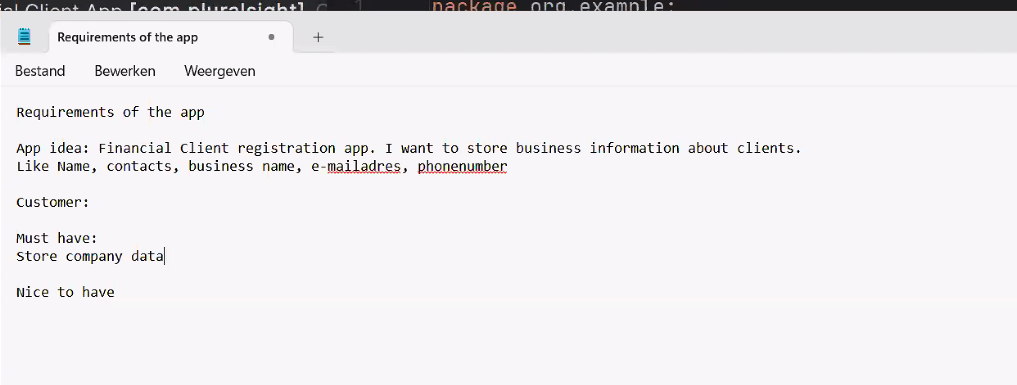 ial Client App [com.pluralsight]
1 package org.example;
Requirements of the app
Bestand Bewerken Weergeven
Requirements of the app
App idea: Financial Client registration app. I want to store business information about clients.
Like Name, contacts, business name, e-mailadres, phonenumber
Customer:
Must have:
Store company data
Nice to have